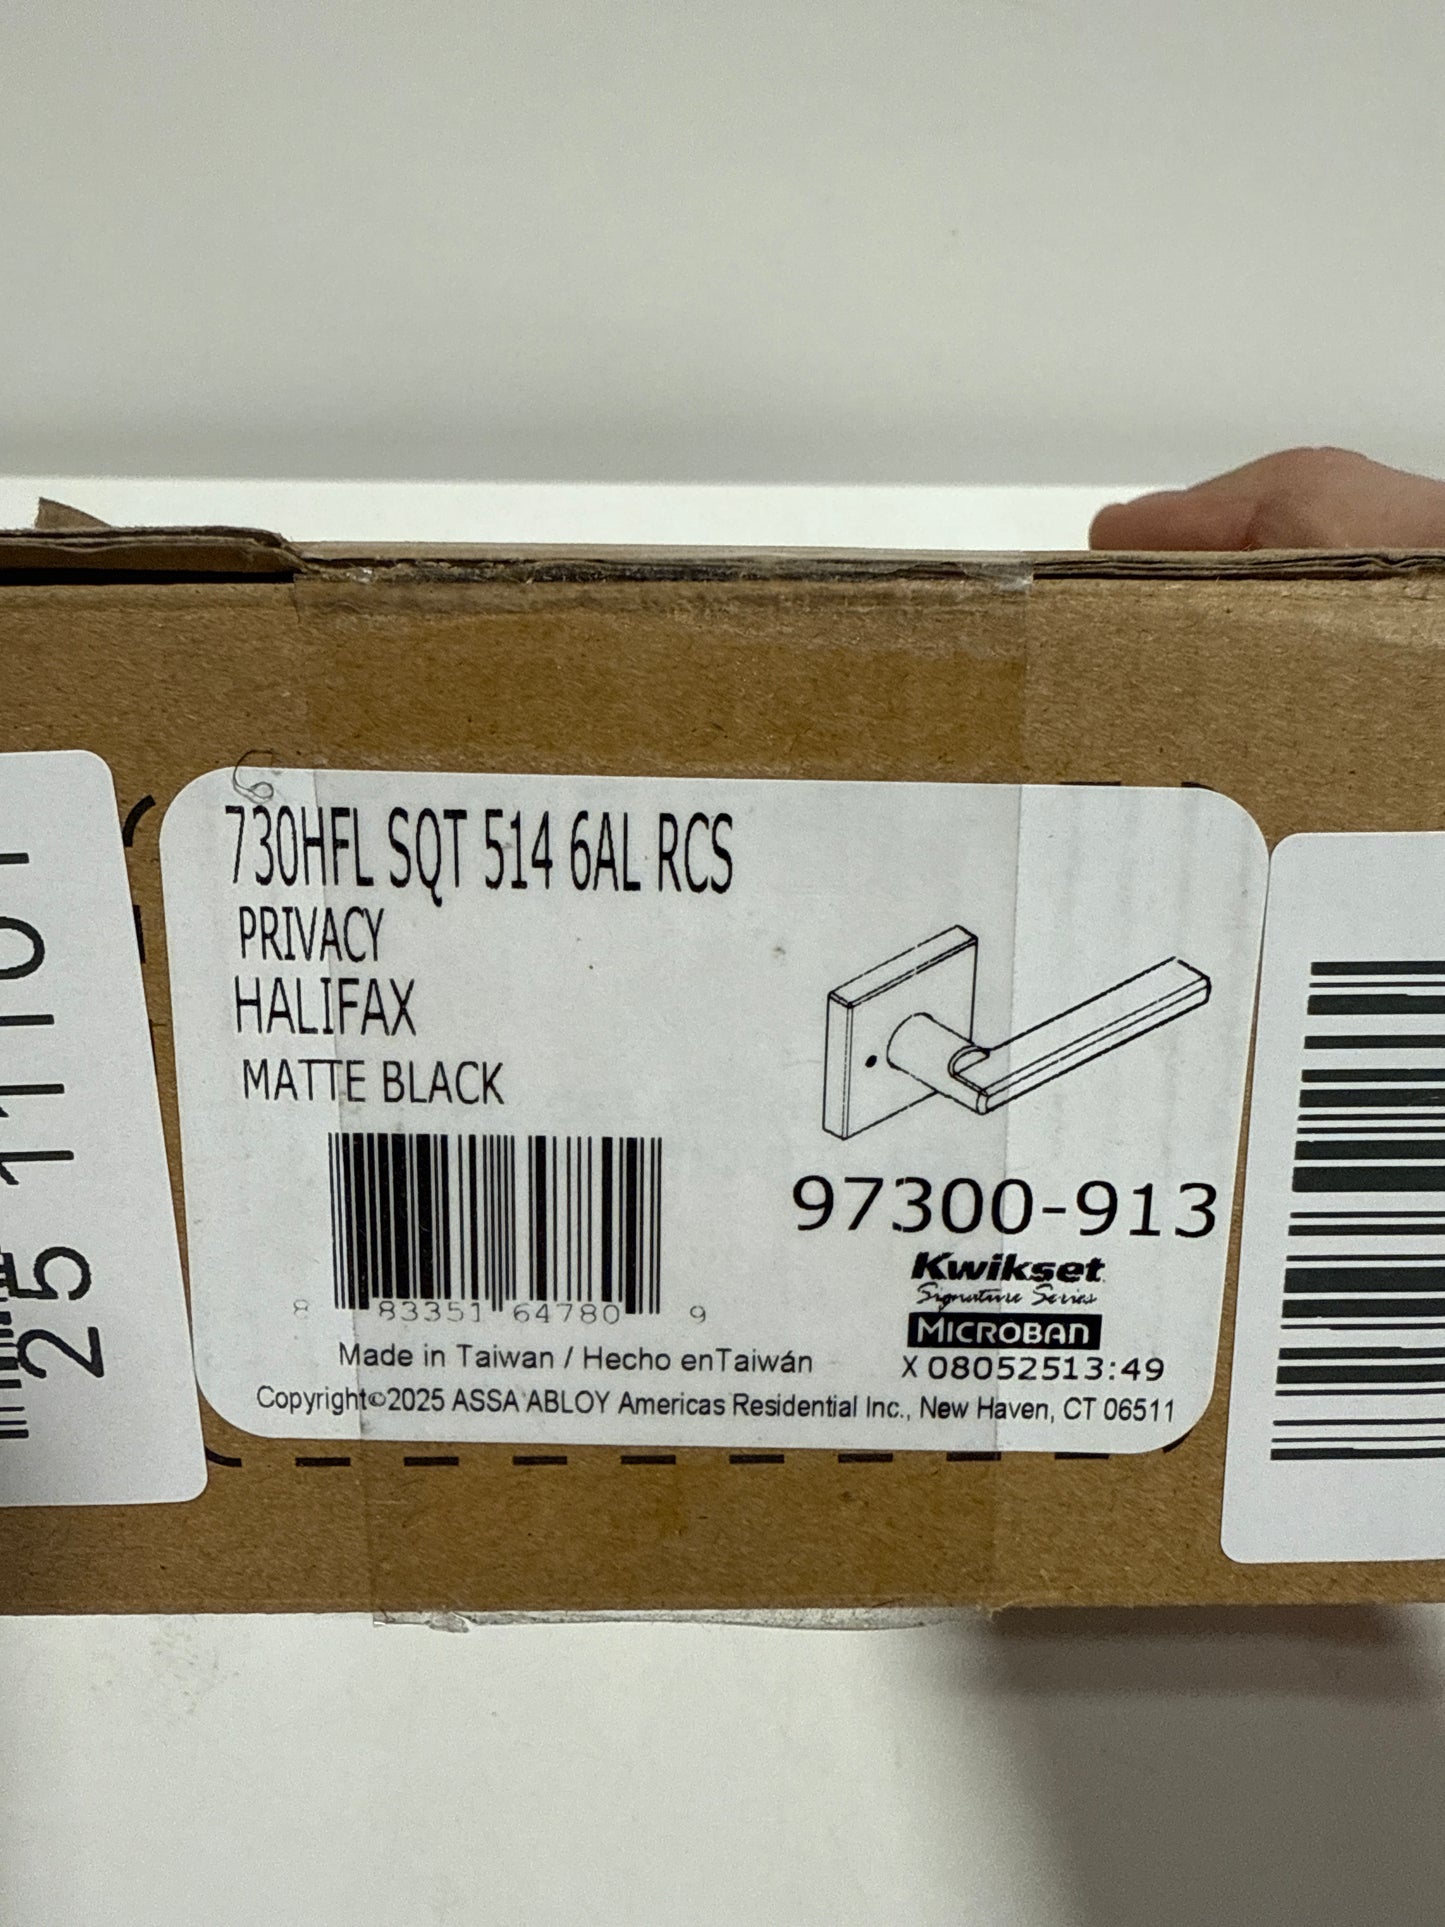 730HFL SQT 514 6AL RCS
PRIVACY
HALIFAX
MATTE BLACK
8 83351 64780 9
97300-913
Kwikset
Signature Series
MICROBAN
X 08052513:49
Made in Taiwan / Hecho enTaiwán
Copyright©2025 ASSA ABLOY Americas Residential Inc., New Haven, CT 06511
25